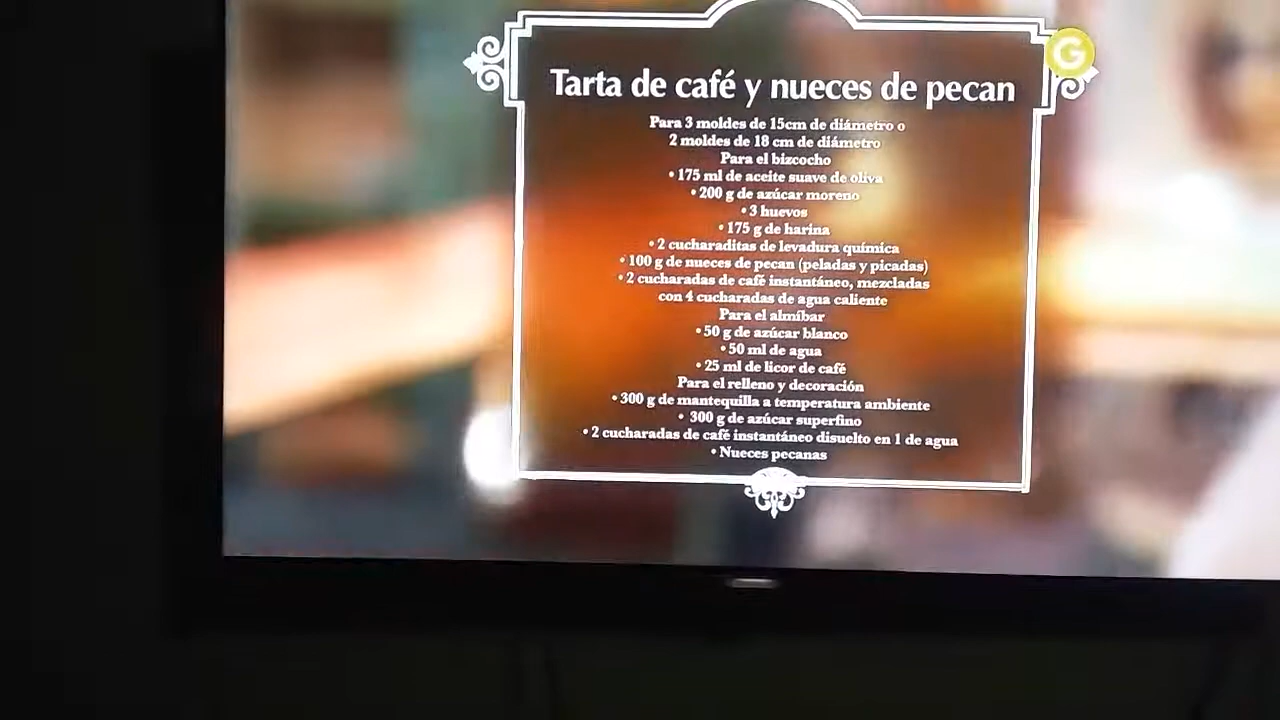 G
Tarta de café y nueces de pecan
Para 3 moldes de 15cm de diámetro o
2 moldes de 18 cm de diámetro
Para el bizcocho
• 175 ml de aceite suave de oliva
• 200 g de azúcar moreno
• 3 huevos
• 175 g de harina
• 2 cucharaditas de levadura química
• 100 g de nueces de pecan (peladas y picadas)
• 2 cucharadas de café instantáneo, mezcladas
con 4 cucharadas de agua caliente
Para el almíbar
• 50 g de azúcar blanco
• 50 ml de agua
• 25 ml de licor de café
Para el relleno y decoración
• 300 g de mantequilla a temperatura ambiente
• 300 g de azúcar superfino
• 2 cucharadas de café instantáneo disuelto en 1 de agua
• Nueces pecanas